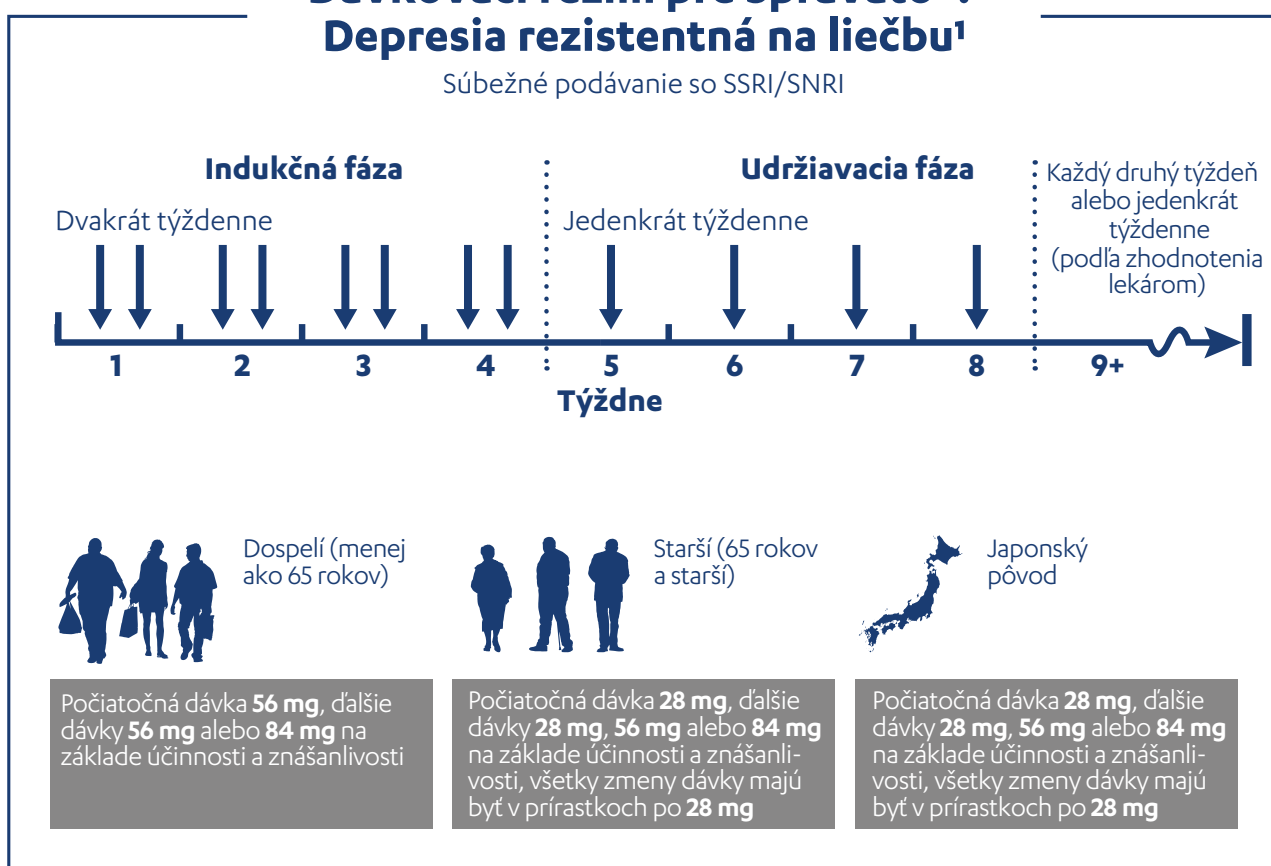 Depresia rezistentná na liečbu¹
Súbežné podávanie so SSRI/SNRI
Indukčná fáza
Udržiavacia fáza
Každý druhý týždeň
alebo jedenkrát
týždenne
(podľa zhodnotenia
lekárom)
Dvakrát týždenne
Jedenkrát týždenne
1 2 3 4 5 6 7 8 9+
Týždne
Dospelí (menej
ako 65 rokov)
Starší (65 rokov
a starší)
Japonský
pôvod
Počiatočná dávka 56 mg, ďalšie
dávky 56 mg alebo 84 mg na
základe účinnosti a znášanlivosti
Počiatočná dávka 28 mg, ďalšie
dávky 28 mg, 56 mg alebo 84 mg
na základe účinnosti a znášanli-
vosti, všetky zmeny dávky majú
byť v prírastkoch po 28 mg
Počiatočná dávka 28 mg, ďalšie
dávky 28 mg, 56 mg alebo 84 mg
na základe účinnosti a znášanli-
vosti, všetky zmeny dávky majú
byť v prírastkoch po 28 mg